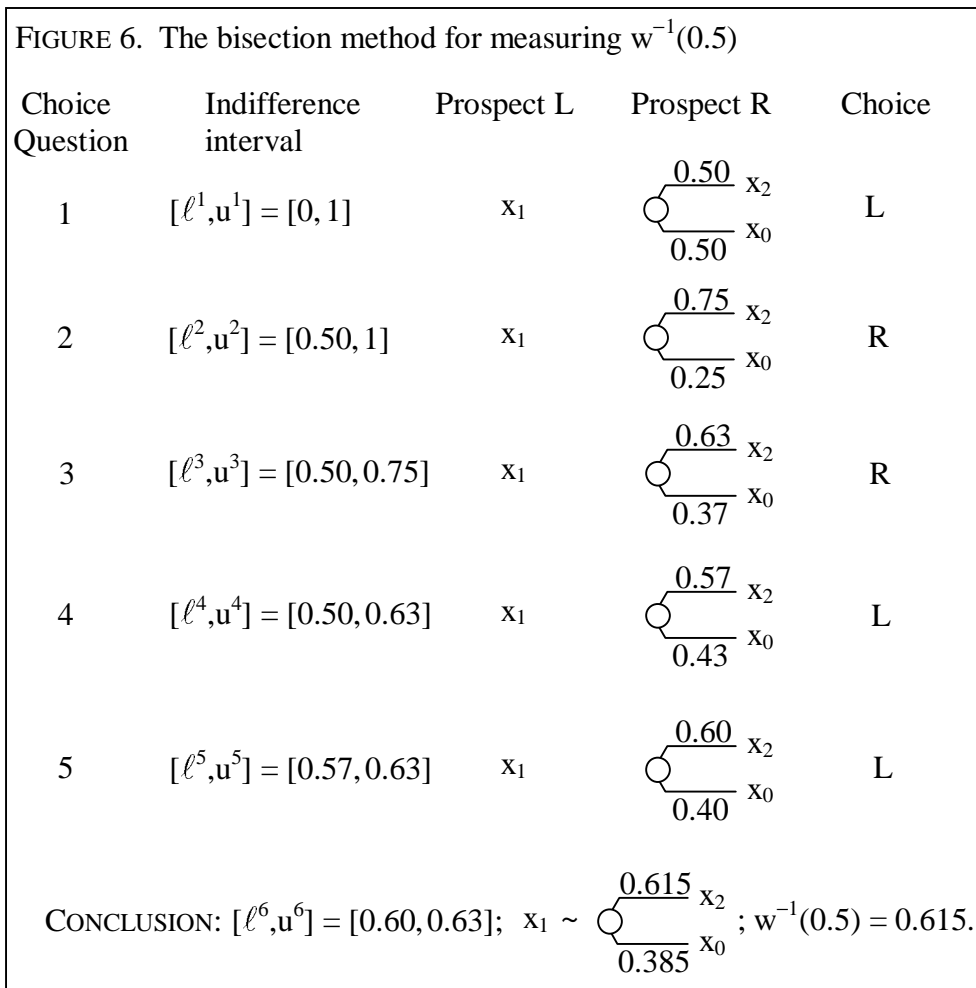 FIGURE 6. The bisection method for measuring w⁻¹(0.5)
Choice Question Indifference interval Prospect L Prospect R Choice
1 [ℓ¹,u¹] = [0, 1] x₁ 0.50 x₂ 0.50 x₀ L
2 [ℓ²,u²] = [0.50, 1] x₁ 0.75 x₂ 0.25 x₀ R
3 [ℓ³,u³] = [0.50, 0.75] x₁ 0.63 x₂ 0.37 x₀ R
4 [ℓ⁴,u⁴] = [0.50, 0.63] x₁ 0.57 x₂ 0.43 x₀ L
5 [ℓ⁵,u⁵] = [0.57, 0.63] x₁ 0.60 x₂ 0.40 x₀ L
CONCLUSION: [ℓ⁶,u⁶] = [0.60, 0.63]; x₁ ~ 0.615 x₂ 0.385 x₀ ; w⁻¹(0.5) = 0.615.